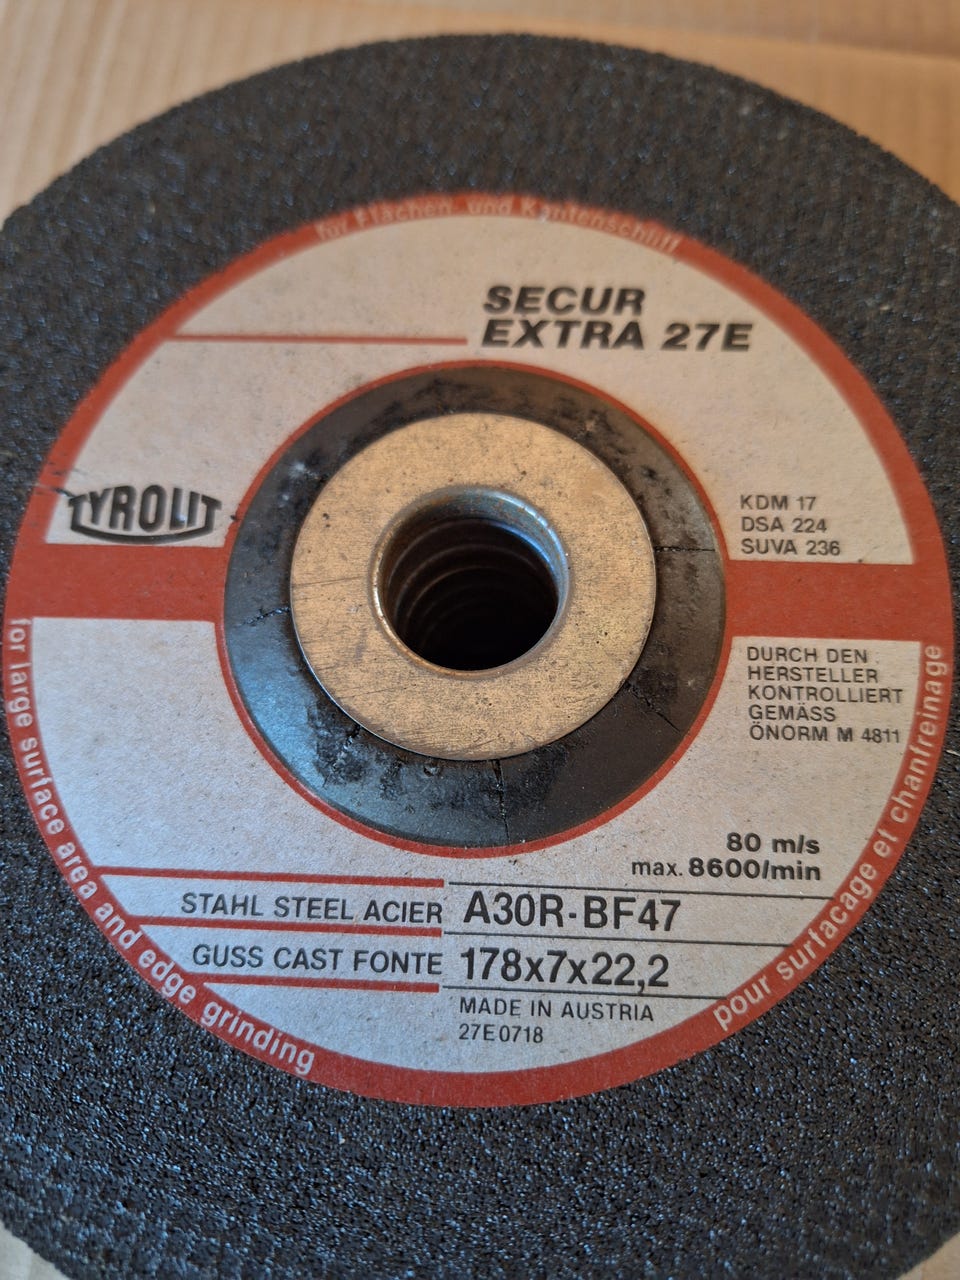 für Flächen- und Kantenschliff
SECUR
EXTRA 27E
TYROLIT
KDM 17
DSA 224
SUVA 236
DURCH DEN
HERSTELLER
KONTROLLIERT
GEMÄSS
ÖNORM M 4811
80 m/s
max. 8600/min
STAHL STEEL ACIER A30R-BF47
GUSS CAST FONTE 178x7x22,2
MADE IN AUSTRIA
27E0718
for large surface area and edge grinding
pour surfacage et chanfreinage